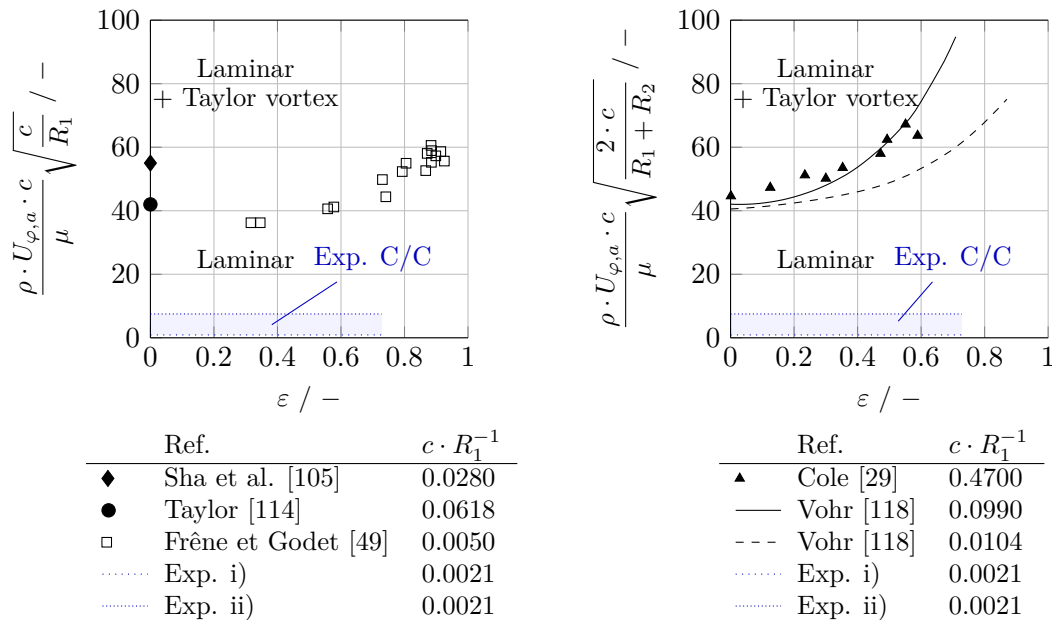 100
80
60
40
20
0
0 0.2 0.4 0.6 0.8 1
ρ · U_{φ,a} · c / μ √(c / R_1) / −
Laminar
+ Taylor vortex
Laminar
Exp. C/C
ε / −
Ref. c · R_1^{−1}
Sha et al. [105] 0.0280
Taylor [114] 0.0618
Frêne et Godet [49] 0.0050
Exp. i) 0.0021
Exp. ii) 0.0021
100
80
60
40
20
0
0 0.2 0.4 0.6 0.8 1
ρ · U_{φ,a} · c / μ √(2 · c / R_1 + R_2) / −
Laminar
+ Taylor vortex
Laminar
Exp. C/C
ε / −
Ref. c · R_1^{−1}
Cole [29] 0.4700
Vohr [118] 0.0990
Vohr [118] 0.0104
Exp. i) 0.0021
Exp. ii) 0.0021